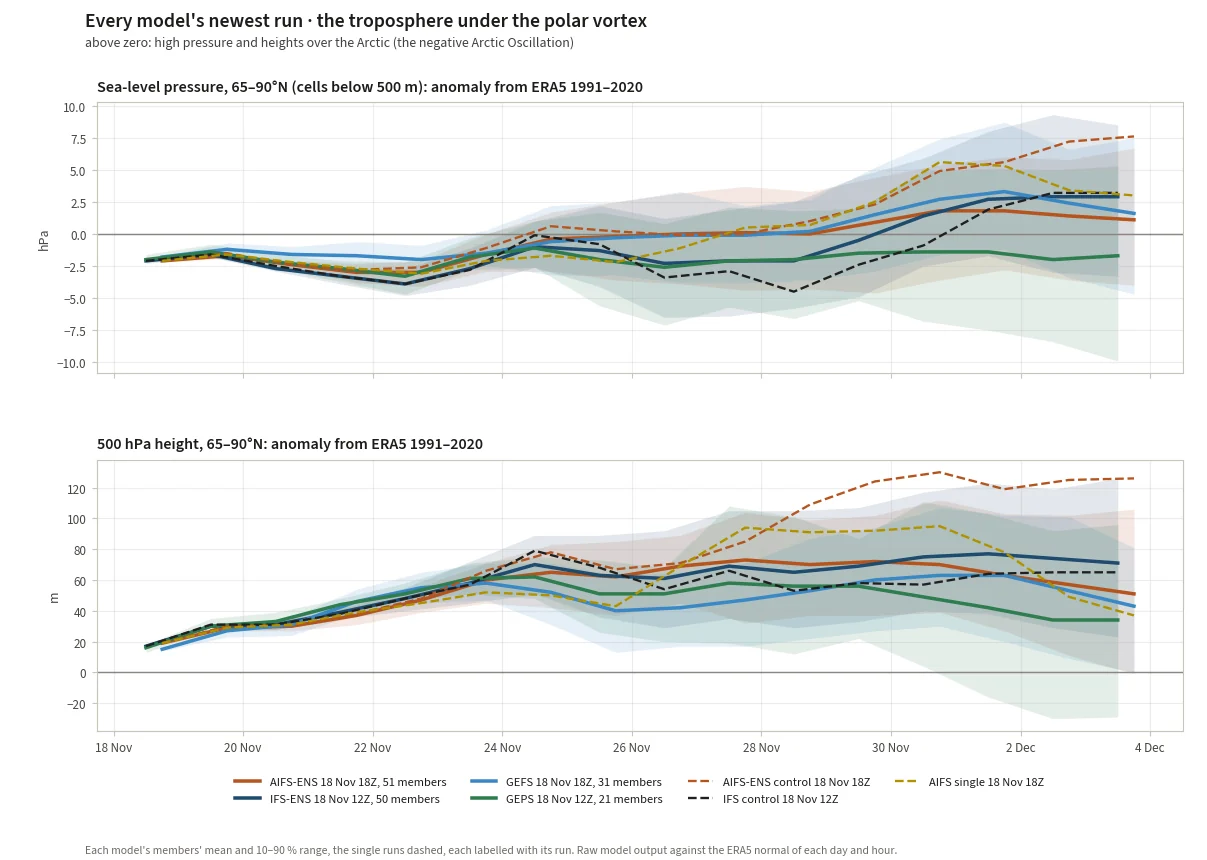 Every model's newest run · the troposphere under the polar vortex
above zero: high pressure and heights over the Arctic (the negative Arctic Oscillation)
Sea-level pressure, 65–90°N (cells below 500 m): anomaly from ERA5 1991–2020
10.0
7.5
5.0
2.5
0.0
−2.5
−5.0
−7.5
−10.0
hPa
500 hPa height, 65–90°N: anomaly from ERA5 1991–2020
120
100
80
60
40
20
0
−20
m
18 Nov 20 Nov 22 Nov 24 Nov 26 Nov 28 Nov 30 Nov 2 Dec 4 Dec
AIFS-ENS 18 Nov 18Z, 51 members GEFS 18 Nov 18Z, 31 members AIFS-ENS control 18 Nov 18Z AIFS single 18 Nov 18Z
IFS-ENS 18 Nov 12Z, 50 members GEPS 18 Nov 12Z, 21 members IFS control 18 Nov 12Z
Each model's members' mean and 10–90 % range, the single runs dashed, each labelled with its run. Raw model output against the ERA5 normal of each day and hour.